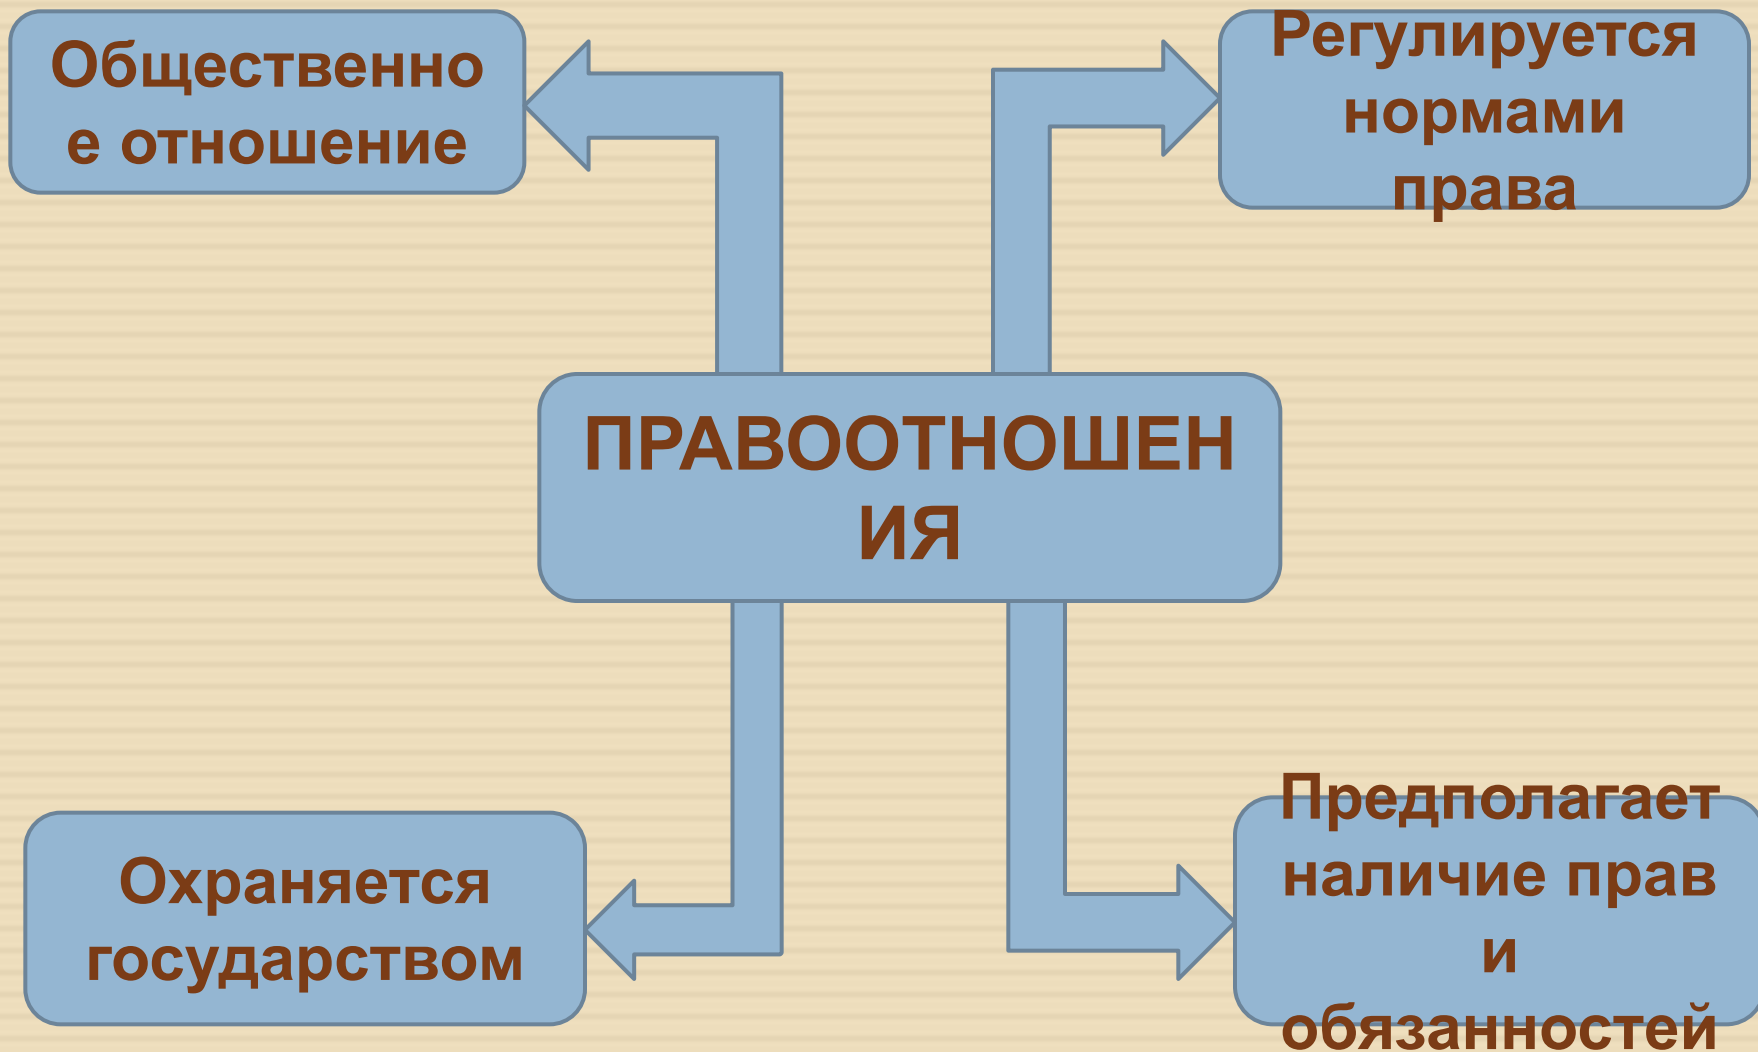 Общественно
е отношение
Регулируется
нормами
права
ПРАВООТНОШЕН
ИЯ
Охраняется
государством
Предполагает
наличие прав
и
обязанностей